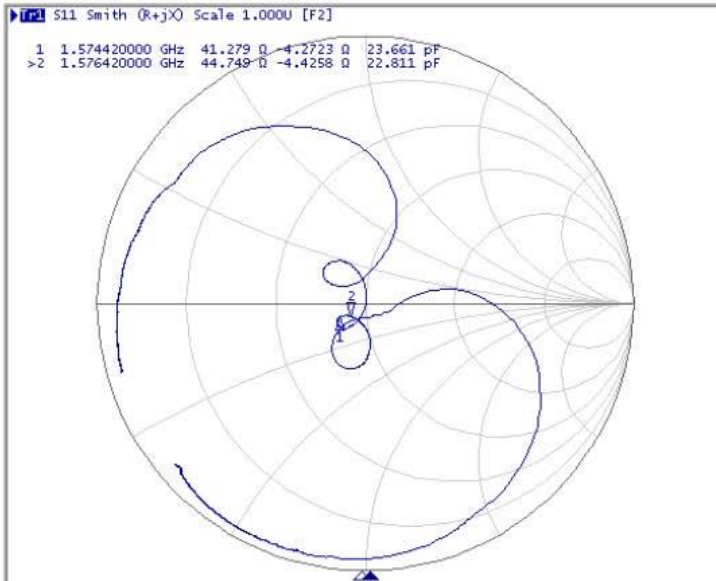 Tr1 S11 Smith (R+jX) Scale 1.000U [F2]
1 1.574420000 GHz 41.279 Ω -4.2723 Ω 23.661 pF
>2 1.576420000 GHz 44.749 Ω -4.4258 Ω 22.811 pF
2
1